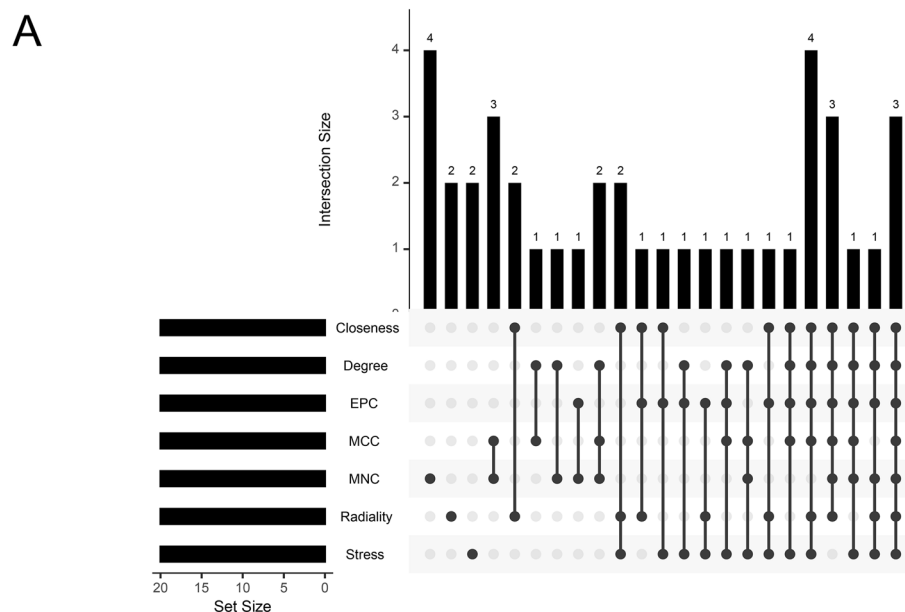 A
Intersection Size
4
3
2
1
0
4 2 2 3 2 1 1 1 2 2 1 1 1 1 1 1 1 1 4 3 1 1 3
Closeness
Degree
EPC
MCC
MNC
Radiality
Stress
20 15 10 5 0
Set Size